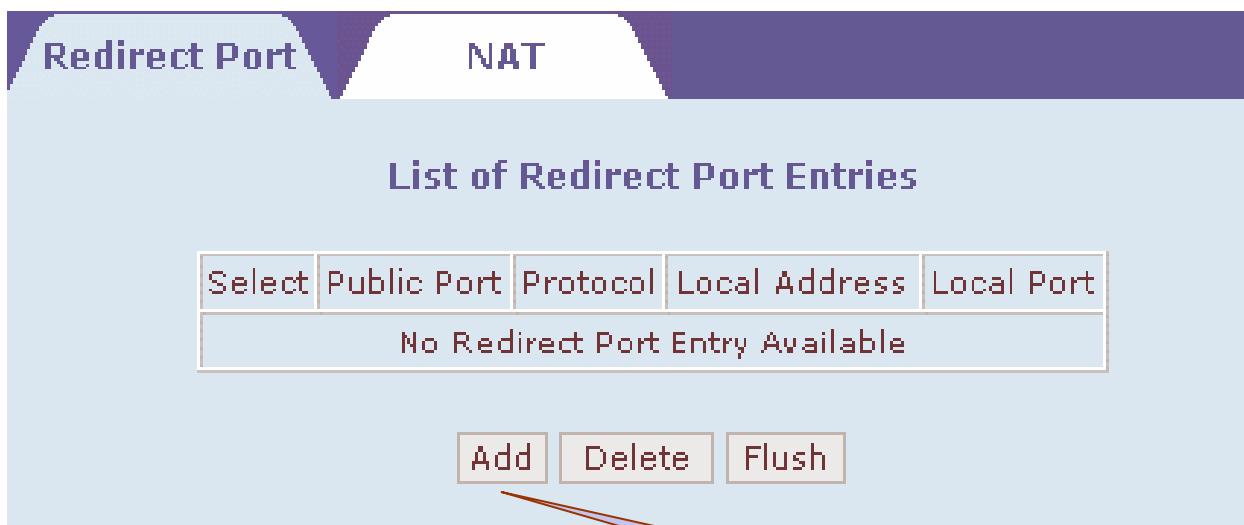 Redirect Port NAT
List of Redirect Port Entries
Select Public Port Protocol Local Address Local Port
No Redirect Port Entry Available
Add Delete Flush